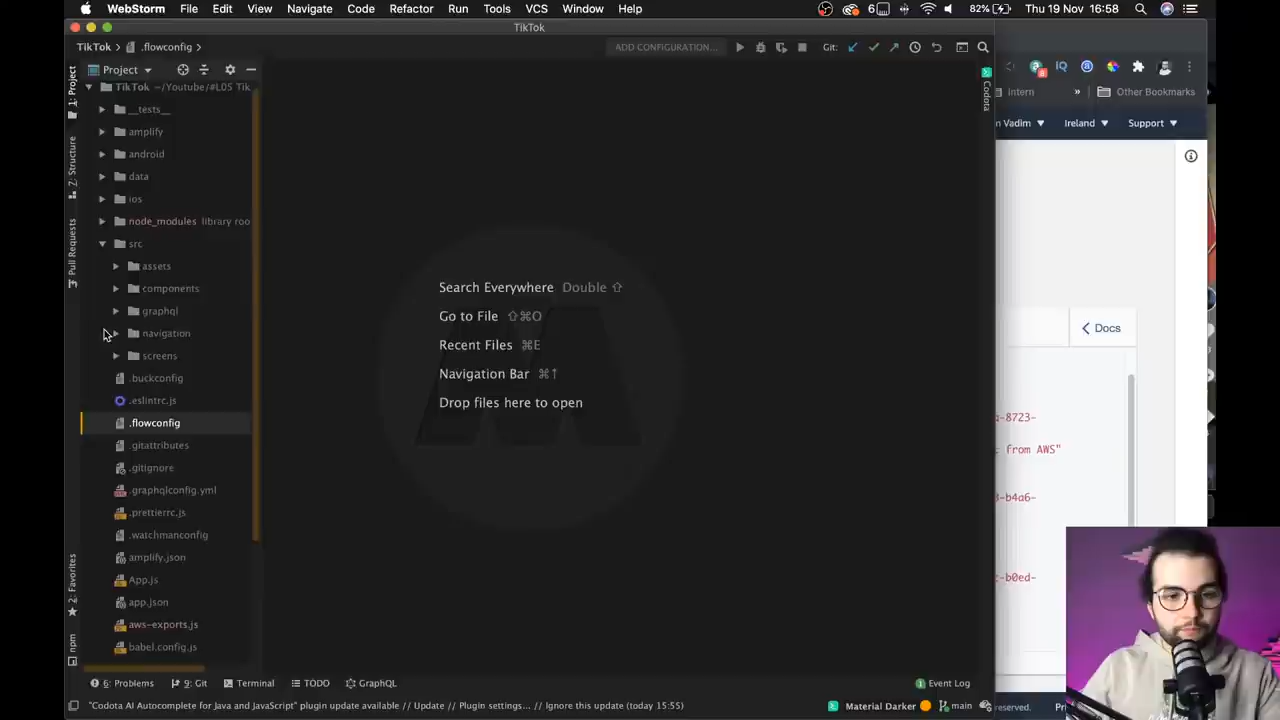 WebStorm File Edit View Navigate Code Refactor Run Tools VCS Window Help 6 82% Thu 19 Nov 16:58
TikTok
TikTok .flowconfig ADD CONFIGURATION... Git:
1: Project
Z: Structure
Pull Requests
2: Favorites
npm
Project
TikTok ~/Youtube/#L05 Tik
__tests__
amplify
android
data
ios
node_modules library roo
src
assets
components
graphql
navigation
screens
.buckconfig
.eslintrc.js
.flowconfig
.gitattributes
.gitignore
.graphqlconfig.yml
.prettierrc.js
.watchmanconfig
amplify.json
App.js
app.json
aws-exports.js
babel.config.js
Search Everywhere Double ⇧
Go to File ⇧⌘O
Recent Files ⌘E
Navigation Bar ⌘↑
Drop files here to open
Codota
8 IQ
Intern » Other Bookmarks
m Vadim Ireland Support
Docs
a-8723-
c from AWS"
3-b4a6-
c-b0ed-
reserved.
6: Problems 9: Git Terminal TODO GraphQL Event Log
"Codota AI Autocomplete for Java and JavaScript" plugin update available // Update // Plugin settings... // Ignore this update (today 15:55) Material Darker main